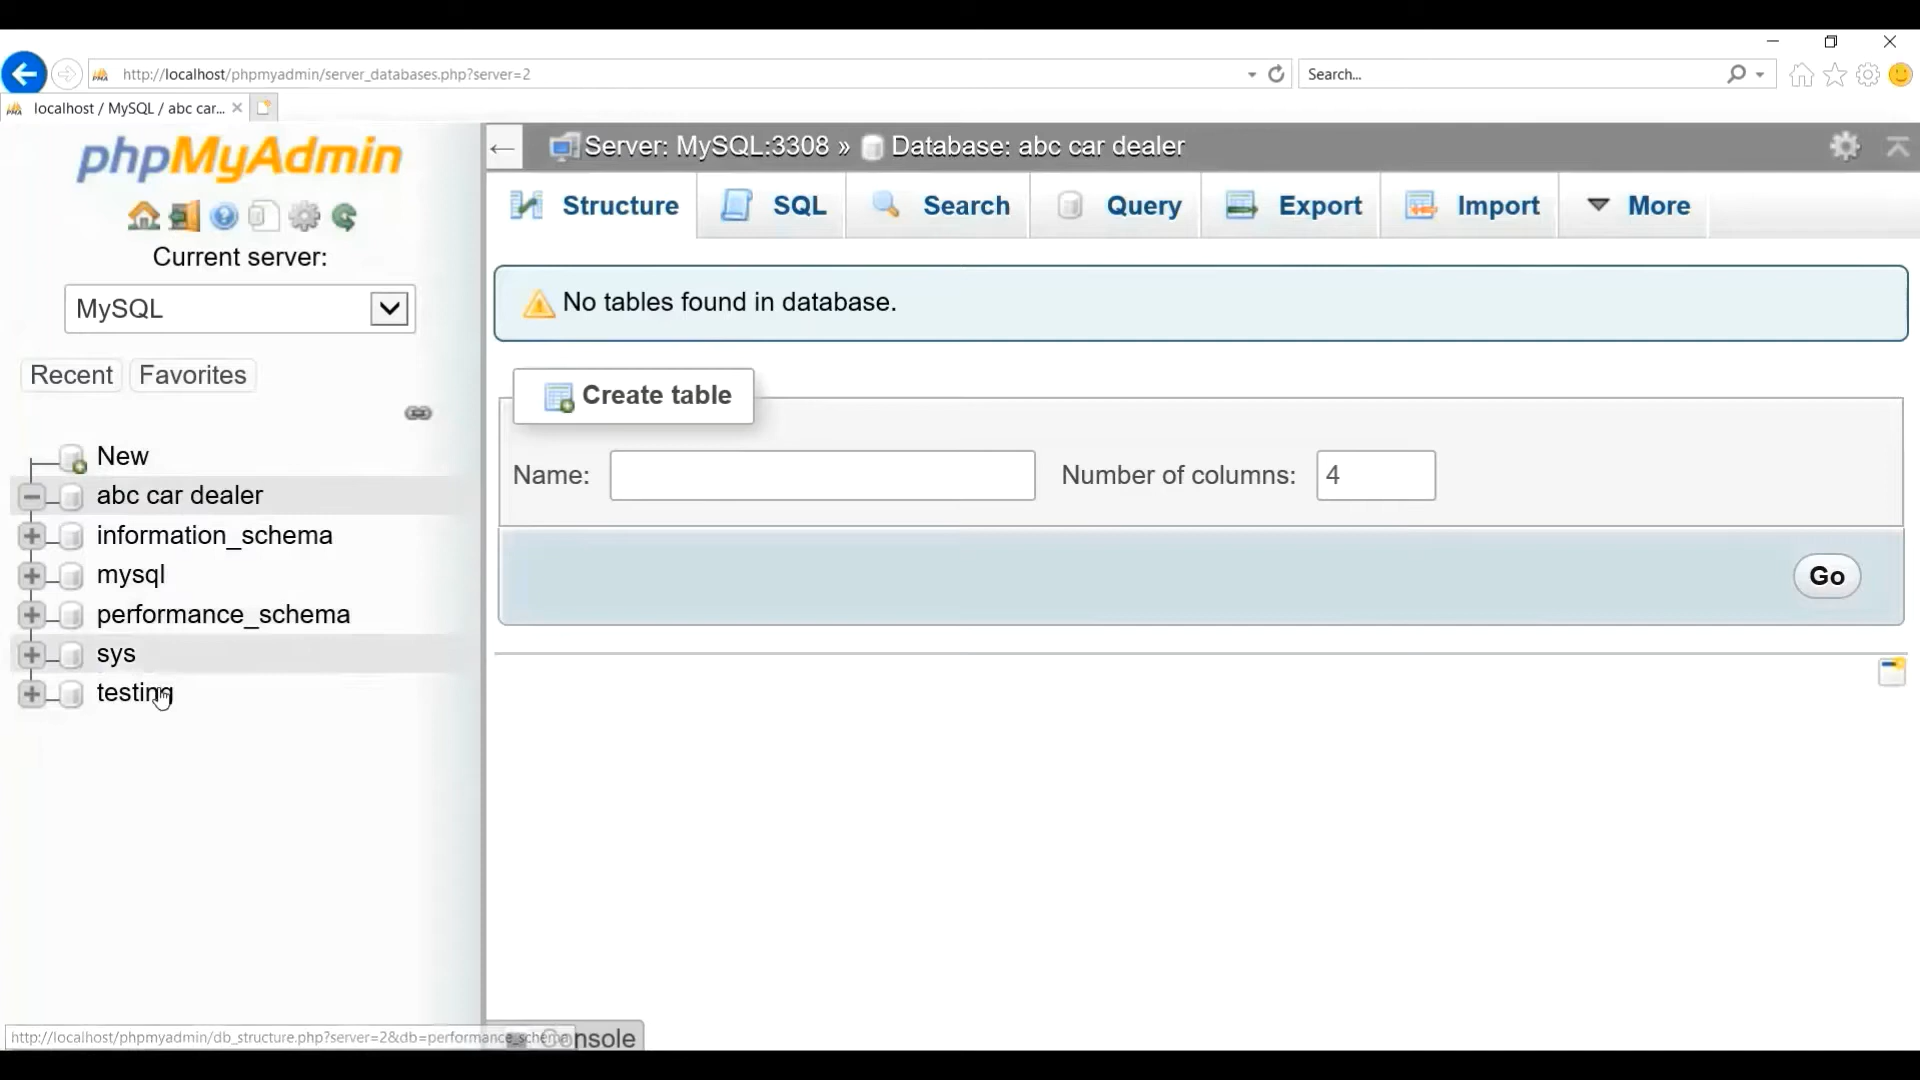 http://localhost/phpmyadmin/server_databases.php?server=2
Search...
localhost / MySQL / abc car...
phpMyAdmin
Server: MySQL:3308 » Database: abc car dealer
Structure
SQL
Search
Query
Export
Import
More
Current server:
MySQL
No tables found in database.
Recent
Favorites
Create table
Name:
Number of columns: 4
New
abc car dealer
information_schema
mysql
performance_schema
sys
testing
Go
http://localhost/phpmyadmin/db_structure.php?server=2&db=performance_schema
Console